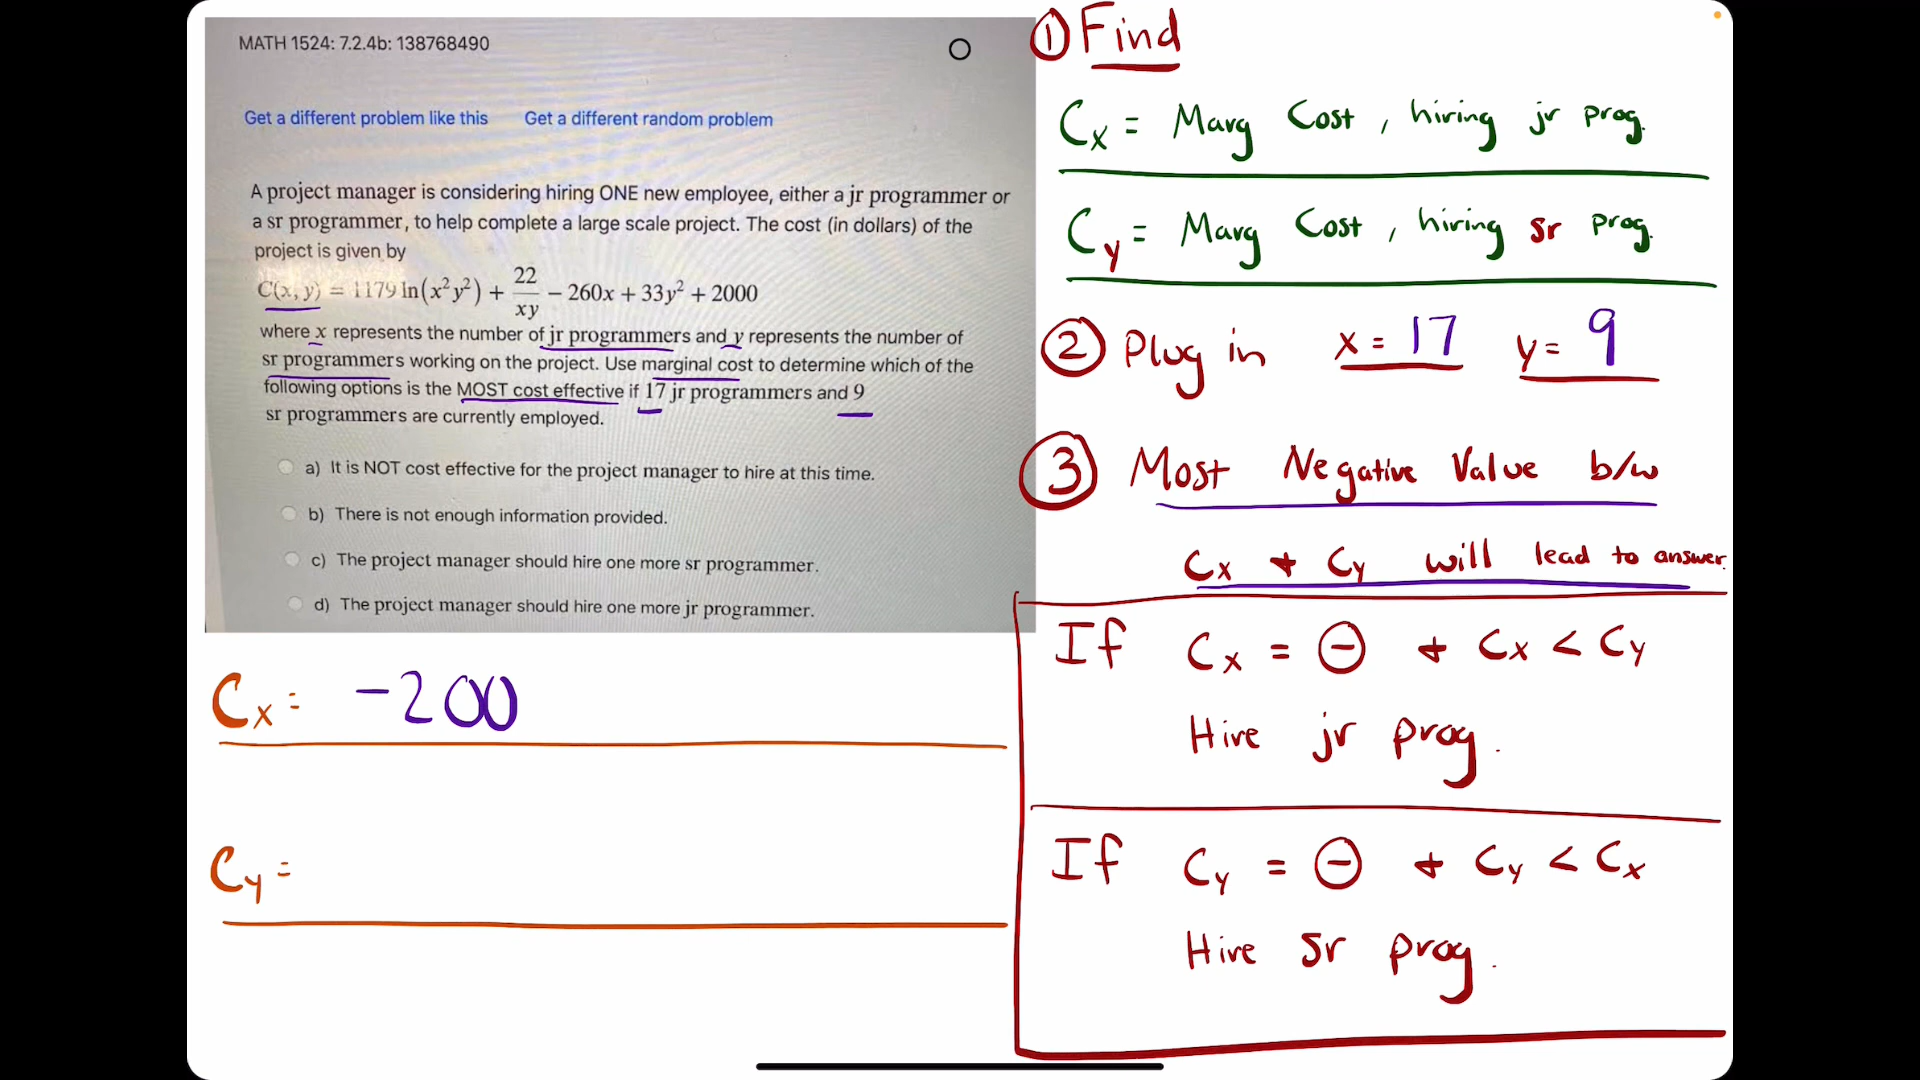 MATH 1524: 7.2.4b: 138768490
Get a different problem like this Get a different random problem
A project manager is considering hiring ONE new employee, either a jr programmer or
a sr programmer, to help complete a large scale project. The cost (in dollars) of the
project is given by
C(x, y) = 1179 ln(x²y²) + 22/xy − 260x + 33y² + 2000
where x represents the number of jr programmers and y represents the number of
sr programmers working on the project. Use marginal cost to determine which of the
following options is the MOST cost effective if 17 jr programmers and 9
sr programmers are currently employed.
a) It is NOT cost effective for the project manager to hire at this time.
b) There is not enough information provided.
c) The project manager should hire one more sr programmer.
d) The project manager should hire one more jr programmer.
Cx = -200
Cy =
① Find
Cx = Marg Cost, hiring jr prog.
Cy = Marg Cost, hiring sr prog.
② Plug in x = 17 y = 9
③ Most Negative Value b/w
Cx + Cy will lead to answer.
If Cx = ⊖ + Cx < Cy
Hire jr prog.
If Cy = ⊖ + Cy < Cx
Hire sr prog.